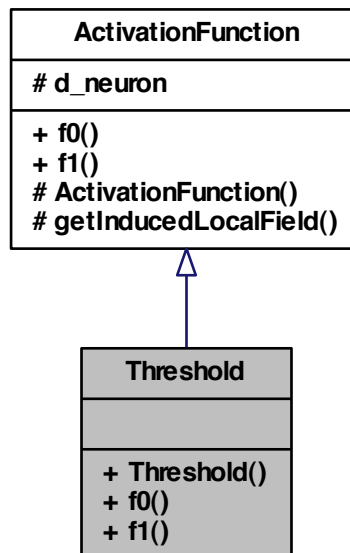 ActivationFunction
# d_neuron
+ f0()
+ f1()
# ActivationFunction()
# getInducedLocalField()
Threshold
+ Threshold()
+ f0()
+ f1()